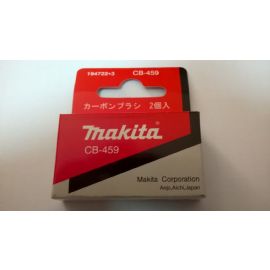 194722-3 CB-459
カーボンブラシ 2個入
makita
CB-459
Makita Corporation
Anjo,Aichi,Japan